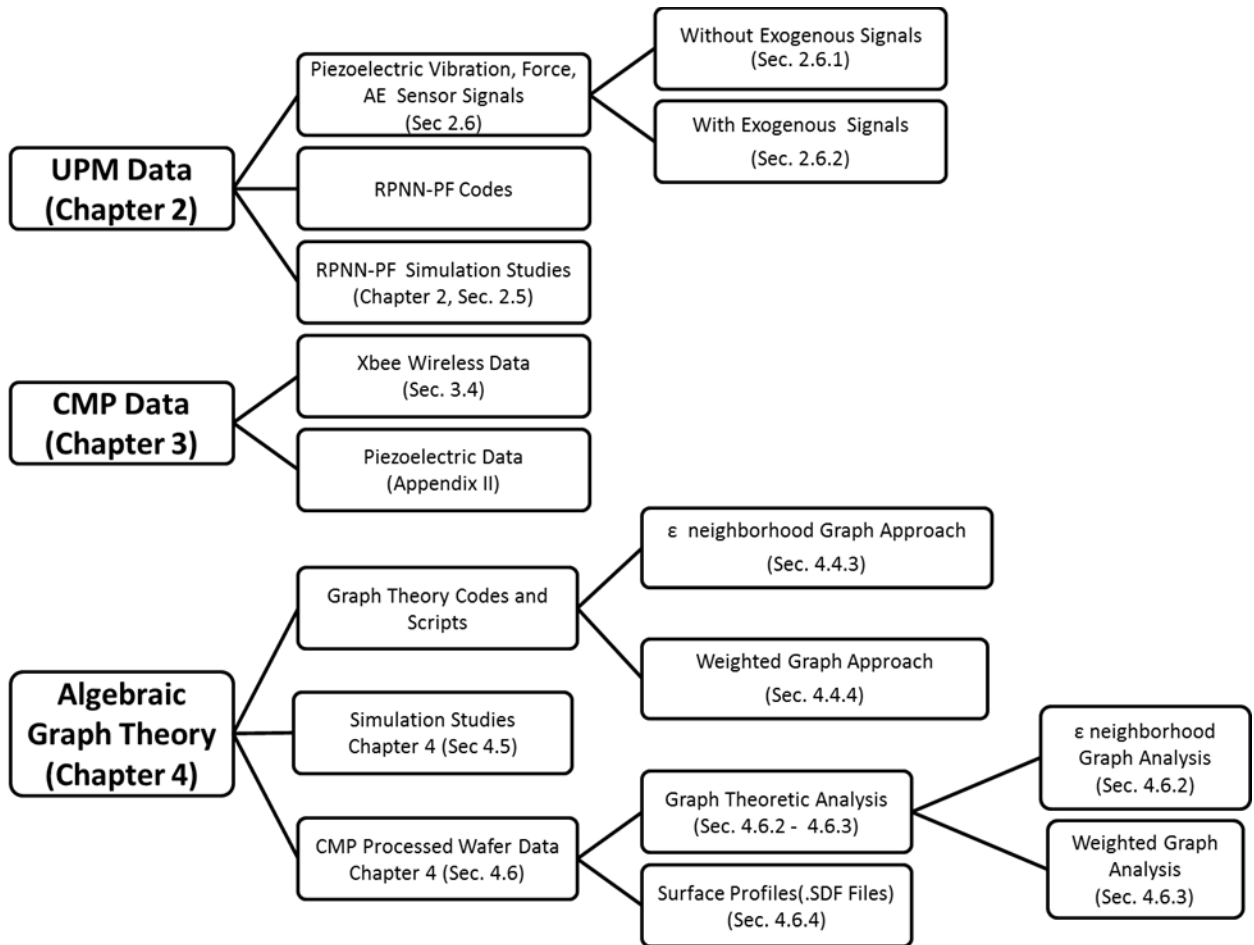 UPM Data
(Chapter 2)
Piezoelectric Vibration, Force,
AE Sensor Signals
(Sec 2.6)
Without Exogenous Signals
(Sec. 2.6.1)
With Exogenous Signals
(Sec. 2.6.2)
RPNN-PF Codes
RPNN-PF Simulation Studies
(Chapter 2, Sec. 2.5)
CMP Data
(Chapter 3)
Xbee Wireless Data
(Sec. 3.4)
Piezoelectric Data
(Appendix II)
Algebraic
Graph Theory
(Chapter 4)
Graph Theory Codes and
Scripts
ε neighborhood Graph Approach
(Sec. 4.4.3)
Weighted Graph Approach
(Sec. 4.4.4)
Simulation Studies
Chapter 4 (Sec 4.5)
CMP Processed Wafer Data
Chapter 4 (Sec. 4.6)
Graph Theoretic Analysis
(Sec. 4.6.2 - 4.6.3)
ε neighborhood
Graph Analysis
(Sec. 4.6.2)
Weighted Graph
Analysis
(Sec. 4.6.3)
Surface Profiles(.SDF Files)
(Sec. 4.6.4)